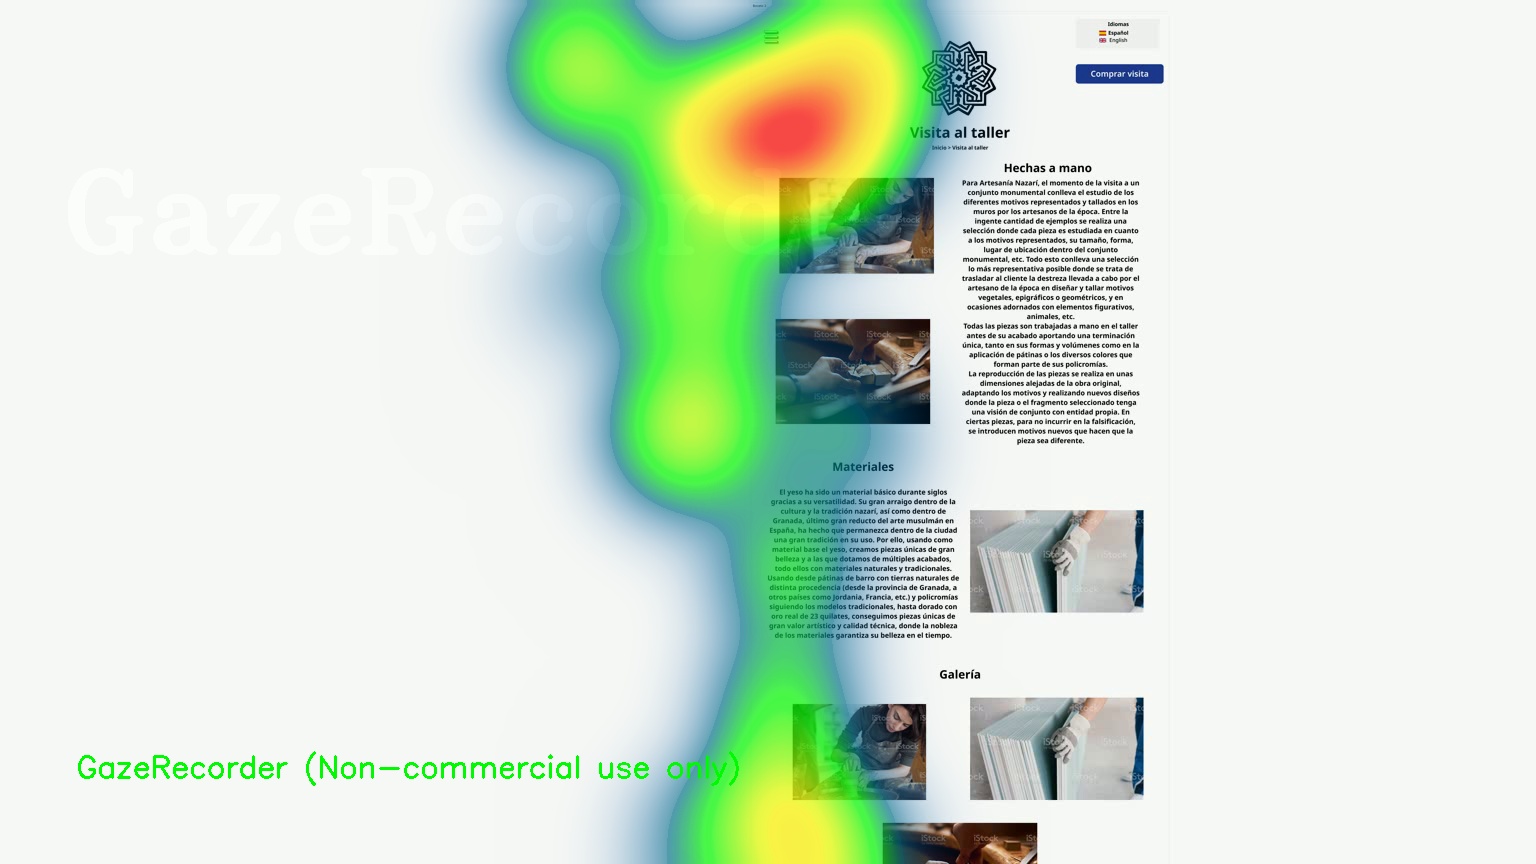 Idiomas
Español
English
Comprar visita
Visita al taller
Inicio > Visita al taller
Hechas a mano
Para Artesanía Nazarí, el momento de la visita a un
conjunto monumental conlleva el estudio de los
diferentes motivos representados y tallados en los
muros por los artesanos de la época. Entre la
ingente cantidad de ejemplos se realiza una
selección donde cada pieza es estudiada en cuanto
a los motivos representados, su tamaño, forma,
lugar de ubicación dentro del conjunto
monumental, etc. Todo esto conlleva una selección
lo más representativa posible donde se trata de
trasladar al cliente la destreza llevada a cabo por el
artesano de la época en diseñar y tallar motivos
vegetales, epigráficos o geométricos, y en
ocasiones adornados con elementos figurativos,
animales, etc.
Todas las piezas son trabajadas a mano en el taller
antes de su acabado aportando una terminación
única, tanto en sus formas y volúmenes como en la
aplicación de pátinas o los diversos colores que
forman parte de sus policromías.
La reproducción de las piezas se realiza en unas
dimensiones alejadas de la obra original,
adaptando los motivos y realizando nuevos diseños
donde la pieza o el fragmento seleccionado tenga
una visión de conjunto con entidad propia. En
ciertas piezas, para no incurrir en la falsificación,
se introducen motivos nuevos que hacen que la
pieza sea diferente.
GazeRecord
iStock
iStock
iStock
Materiales
El yeso ha sido un material básico durante siglos
gracias a su versatilidad. Su gran arraigo dentro de la
cultura y la tradición nazarí, así como dentro de
Granada, último gran reducto del arte musulmán en
España, ha hecho que permanezca dentro de la ciudad
una gran tradición en su uso. Por ello, usando como
material base el yeso, creamos piezas únicas de gran
belleza y a las que dotamos de múltiples acabados,
todo ellos con materiales naturales y tradicionales.
Usando desde pátinas de barro con tierras naturales de
distinta procedencia (desde la provincia de Granada, a
otros países como Jordania, Francia, etc.) y policromías
siguiendo los modelos tradicionales, hasta dorado con
oro real de 23 quilates, conseguimos piezas únicas de
gran valor artístico y calidad técnica, donde la nobleza
de los materiales garantiza su belleza en el tiempo.
iStock
iStock
Galería
iStock
iStock
GazeRecorder (Non-commercial use only)